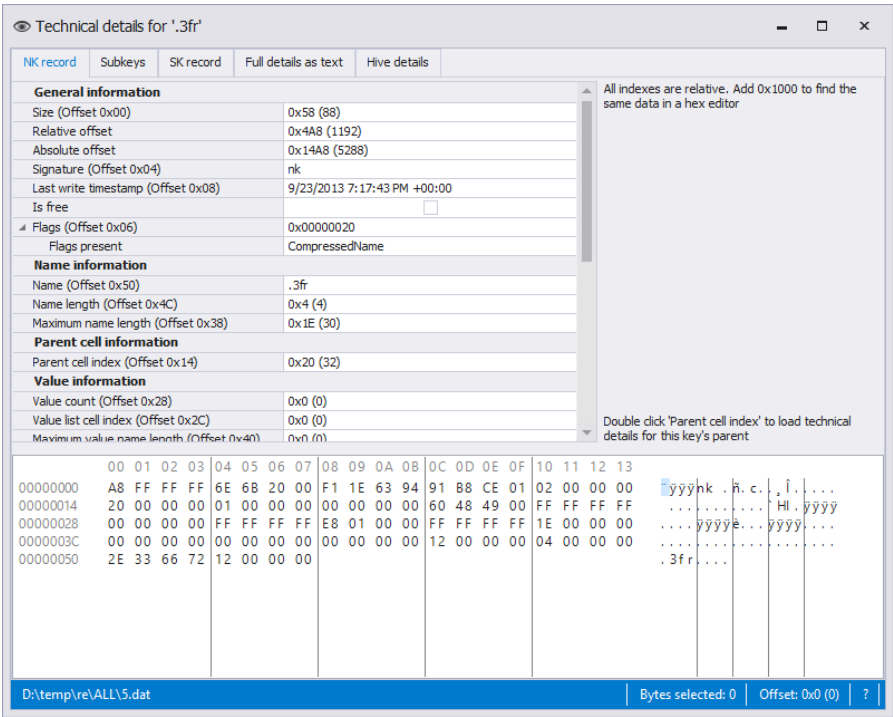 Technical details for '.3fr'
NK record Subkeys SK record Full details as text Hive details
General information
Size (Offset 0x00) 0x58 (88)
Relative offset 0x4A8 (1192)
Absolute offset 0x14A8 (5288)
Signature (Offset 0x04) nk
Last write timestamp (Offset 0x08) 9/23/2013 7:17:43 PM +00:00
Is free
Flags (Offset 0x06) 0x00000020
Flags present CompressedName
Name information
Name (Offset 0x50) .3fr
Name length (Offset 0x4C) 0x4 (4)
Maximum name length (Offset 0x38) 0x1E (30)
Parent cell information
Parent cell index (Offset 0x14) 0x20 (32)
Value information
Value count (Offset 0x28) 0x0 (0)
Value list cell index (Offset 0x2C) 0x0 (0)
Maximum value name length (Offset 0x40) 0x0 (0)
All indexes are relative. Add 0x1000 to find the
same data in a hex editor
Double click 'Parent cell index' to load technical
details for this key's parent
00 01 02 03 04 05 06 07 08 09 0A 0B 0C 0D 0E 0F 10 11 12 13
00000000 A8 FF FF FF 6E 6B 20 00 F1 1E 63 94 91 B8 CE 01 02 00 00 00 ¨ÿÿÿnk .ñ.c..¸Î.....
00000014 20 00 00 00 01 00 00 00 00 00 00 00 60 48 49 00 FF FF FF FF ...........`HI.ÿÿÿÿ
00000028 00 00 00 00 FF FF FF FF E8 01 00 00 FF FF FF FF 1E 00 00 00 ....ÿÿÿÿè...ÿÿÿÿ....
0000003C 00 00 00 00 00 00 00 00 00 00 00 00 12 00 00 00 04 00 00 00 ....................
00000050 2E 33 66 72 12 00 00 00 .3fr....
D:\temp\re\ALL\5.dat Bytes selected: 0 Offset: 0x0 (0) ?